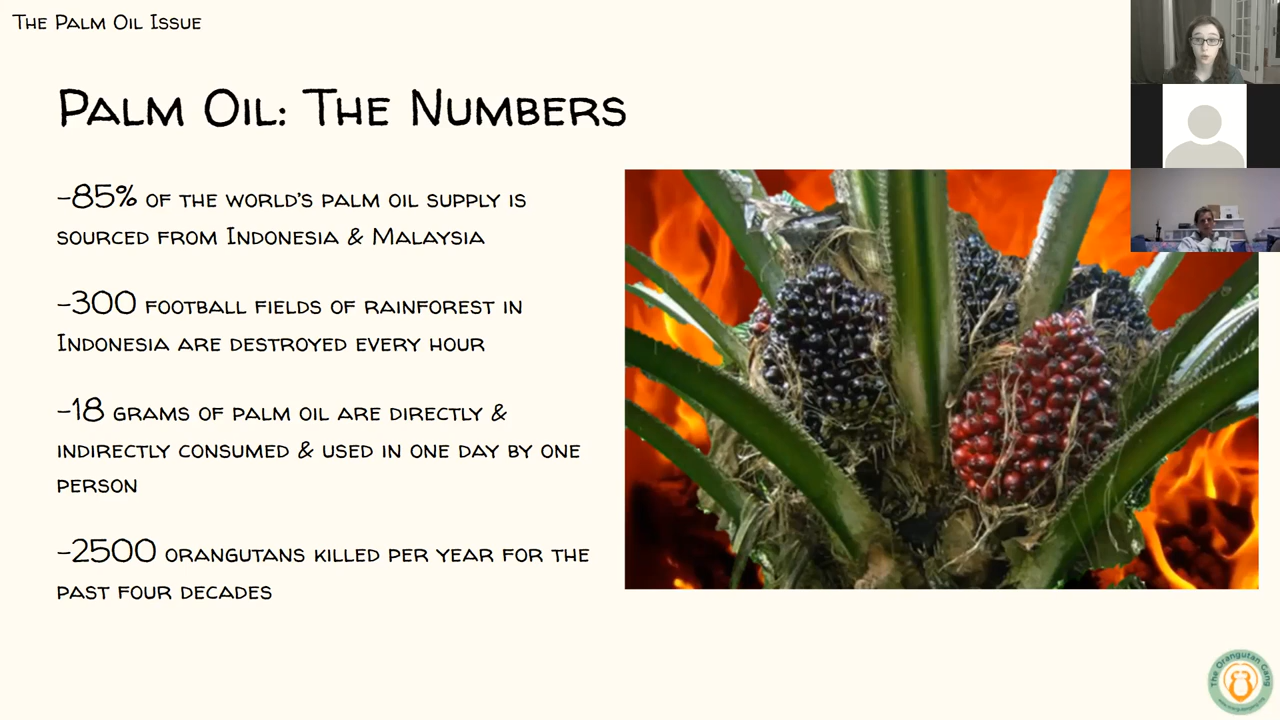 The Palm Oil Issue
Palm Oil: The Numbers
-85% of the world's palm oil supply is
sourced from Indonesia & Malaysia
-300 football fields of rainforest in
Indonesia are destroyed every hour
-18 grams of palm oil are directly &
indirectly consumed & used in one day by one
person
-2500 orangutans killed per year for the
past four decades
The Orangutan Gang